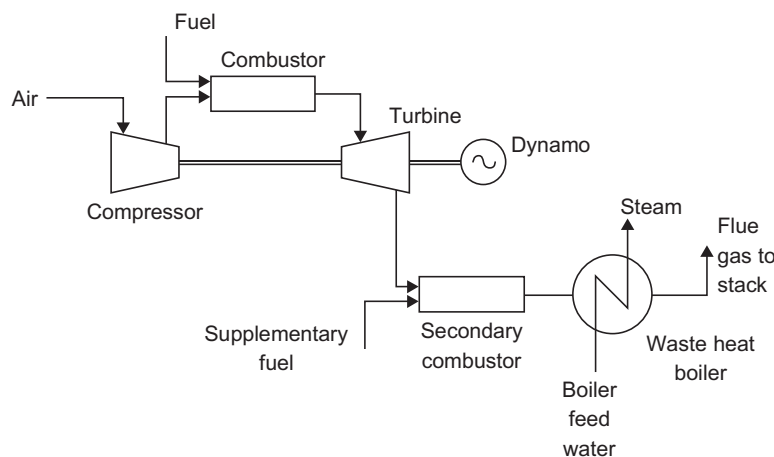 Fuel
Combustor
Air
Turbine
Dynamo
Compressor
Steam
Flue
gas to
stack
Supplementary
fuel
Secondary
combustor
Waste heat
boiler
Boiler
feed
water